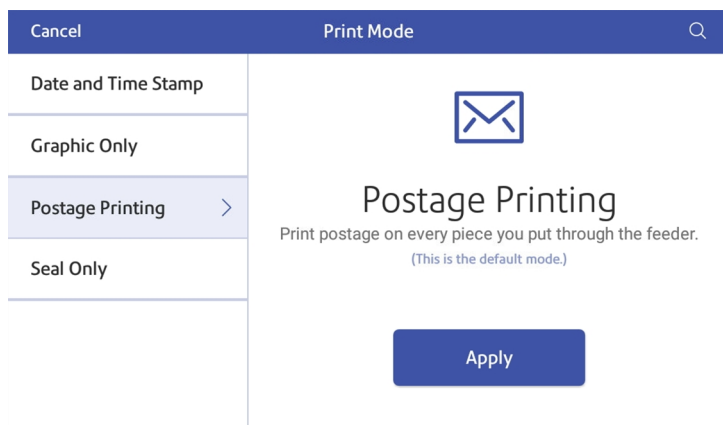 Cancel
Print Mode
Date and Time Stamp
Graphic Only
Postage Printing
Seal Only
Postage Printing
Print postage on every piece you put through the feeder.
(This is the default mode.)
Apply